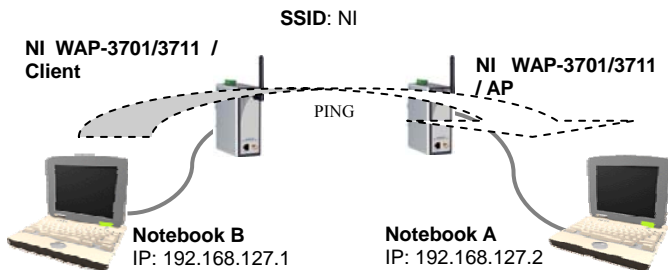 SSID: NI
NI WAP-3701/3711 /
Client
NI WAP-3701/3711
/ AP
PING
Notebook B
IP: 192.168.127.1
Notebook A
IP: 192.168.127.2